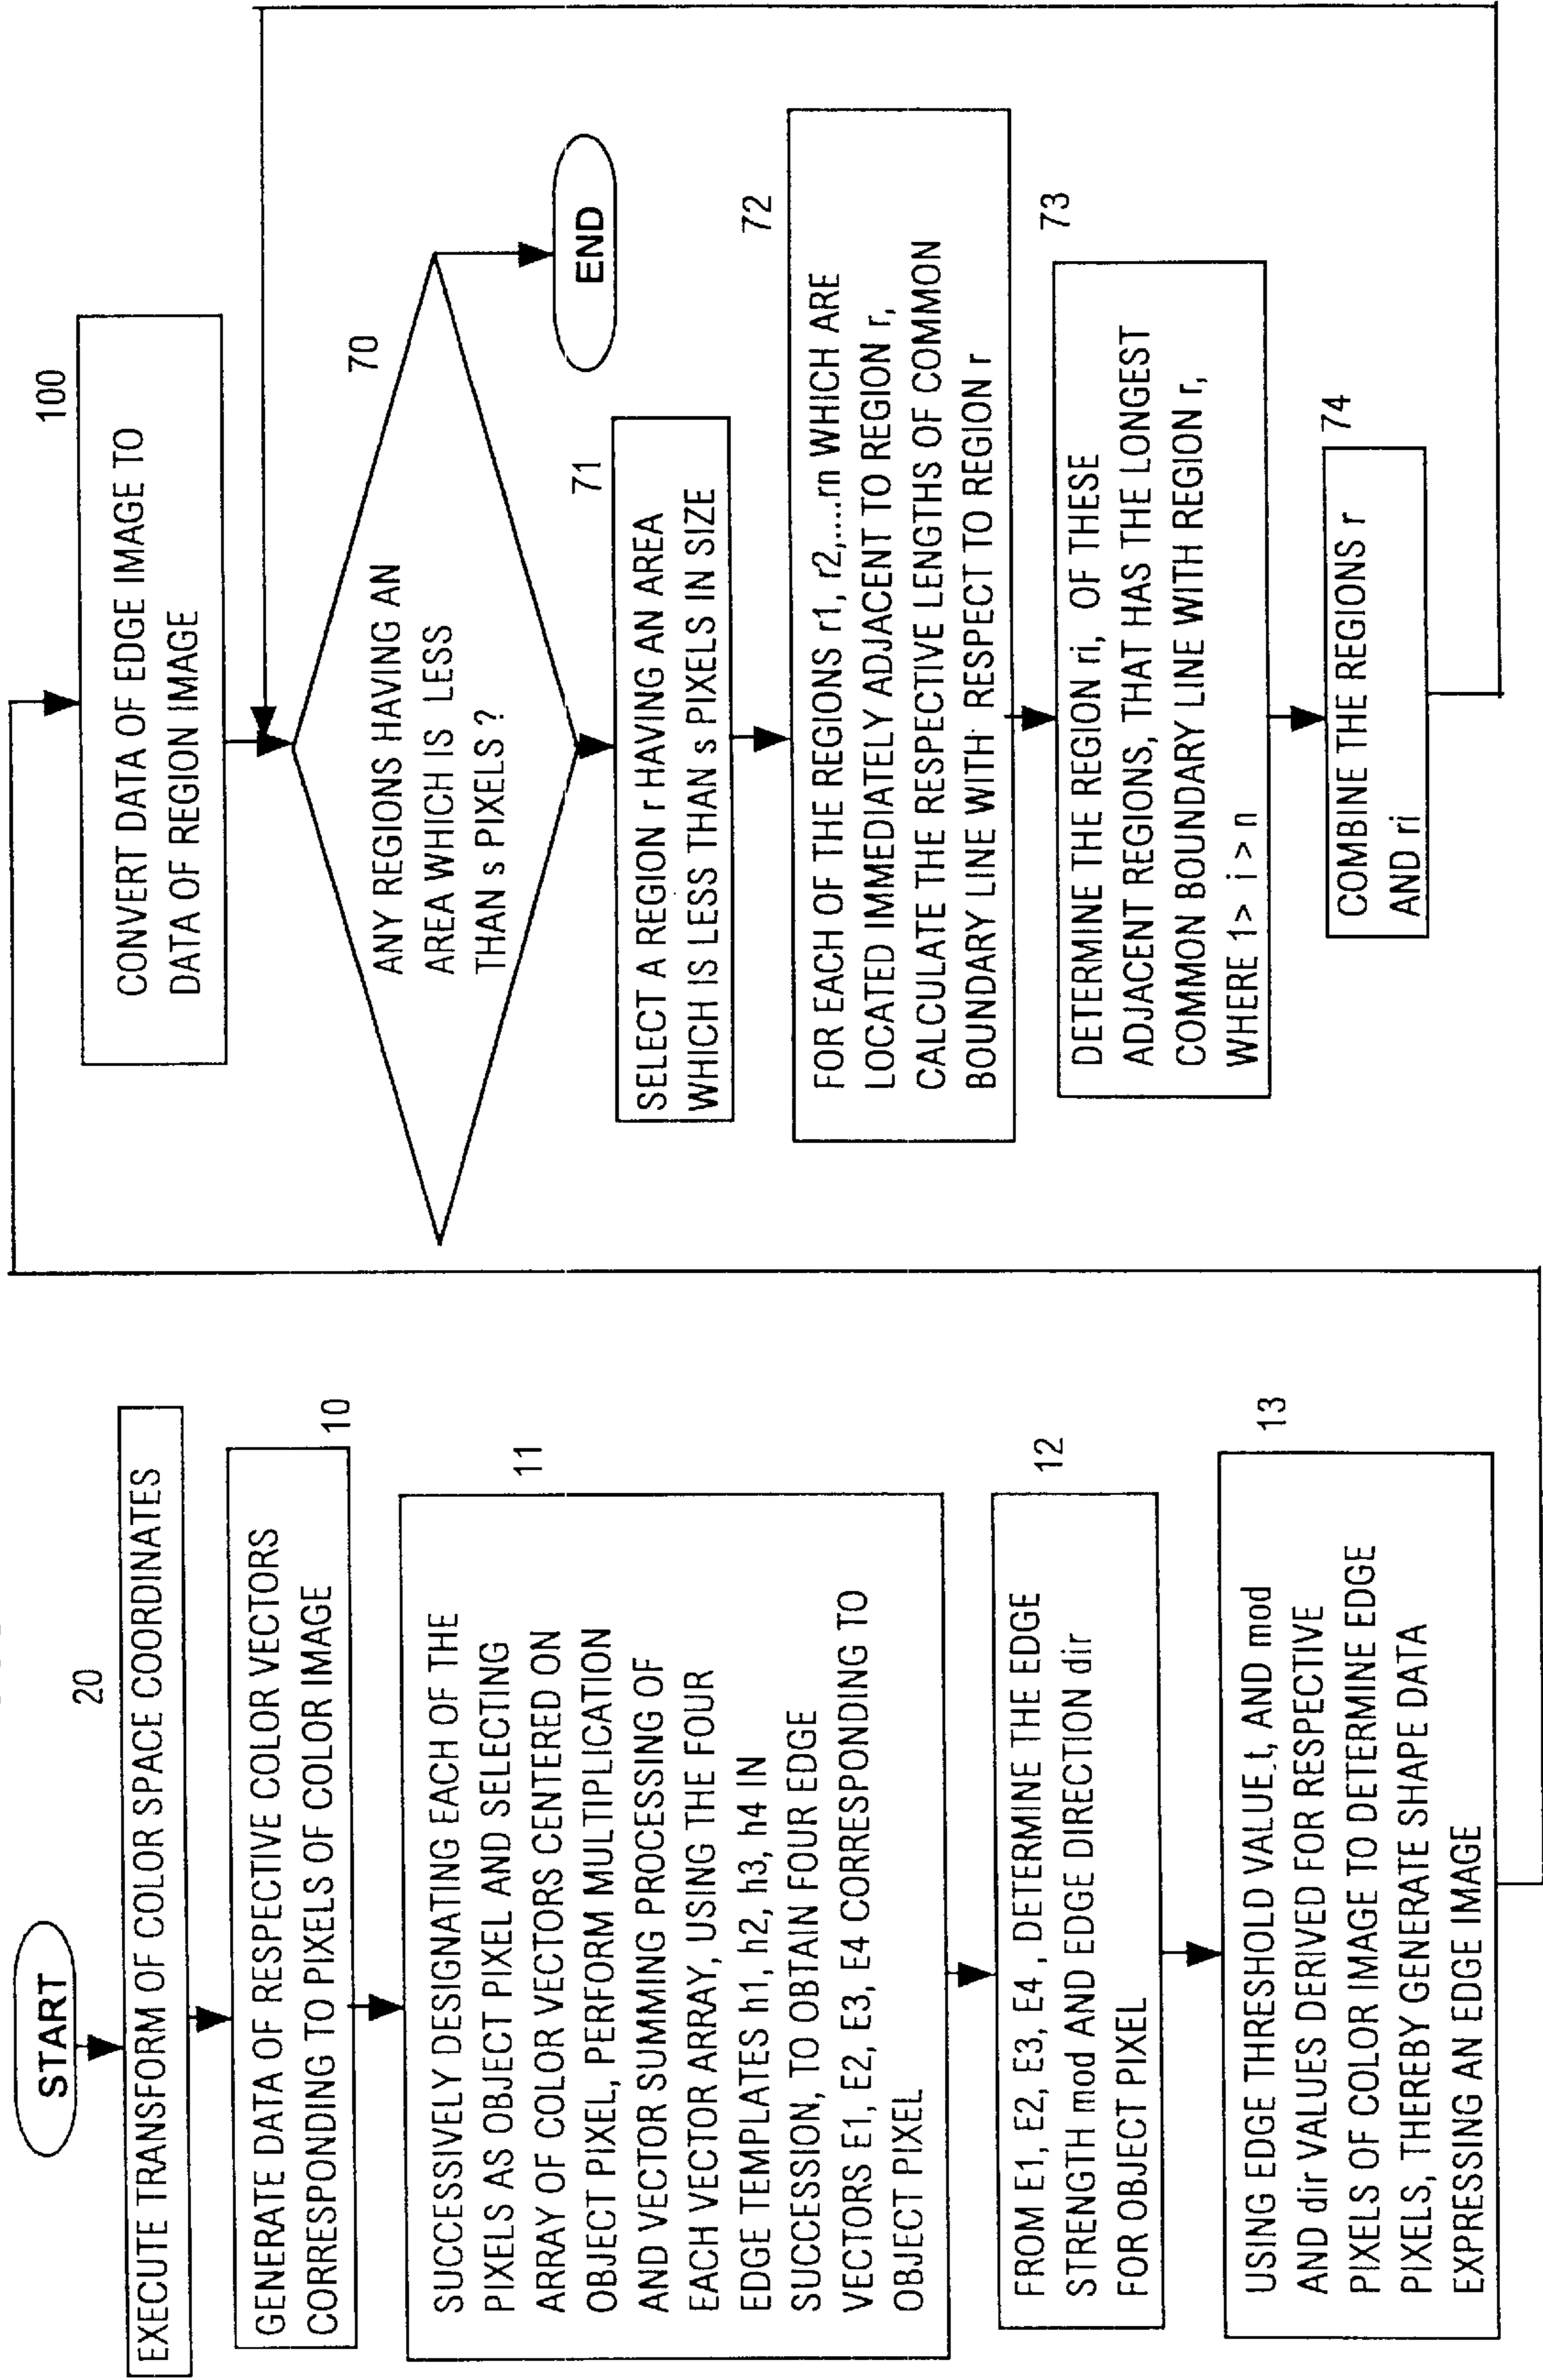 START
20
EXECUTE TRANSFORM OF COLOR SPACE COORDINATES
GENERATE DATA OF RESPECTIVE COLOR VECTORS
CORRESPONDING TO PIXELS OF COLOR IMAGE
10
SUCCESSIVELY DESIGNATING EACH OF THE
PIXELS AS OBJECT PIXEL AND SELECTING
ARRAY OF COLOR VECTORS CENTERED ON
OBJECT PIXEL, PERFORM MULTIPLICATION
AND VECTOR SUMMING PROCESSING OF
EACH VECTOR ARRAY, USING THE FOUR
EDGE TEMPLATES h1, h2, h3, h4 IN
SUCCESSION, TO OBTAIN FOUR EDGE
VECTORS E1, E2, E3, E4 CORRESPONDING TO
OBJECT PIXEL
11
FROM E1, E2, E3, E4 , DETERMINE THE EDGE
STRENGTH mod AND EDGE DIRECTION dir
FOR OBJECT PIXEL
12
USING EDGE THRESHOLD VALUE, t, AND mod
AND dir VALUES DERIVED FOR RESPECTIVE
PIXELS OF COLOR IMAGE TO DETERMINE EDGE
PIXELS, THEREBY GENERATE SHAPE DATA
EXPRESSING AN EDGE IMAGE
13
100
CONVERT DATA OF EDGE IMAGE TO
DATA OF REGION IMAGE
70
ANY REGIONS HAVING AN
AREA WHICH IS LESS
THAN s PIXELS ?
END
71
SELECT A REGION r HAVING AN AREA
WHICH IS LESS THAN s PIXELS IN SIZE
72
FOR EACH OF THE REGIONS r1, r2,....rn WHICH ARE
LOCATED IMMEDIATELY ADJACENT TO REGION r,
CALCULATE THE RESPECTIVE LENGTHS OF COMMON
BOUNDARY LINE WITH RESPECT TO REGION r
73
DETERMINE THE REGION ri, OF THESE
ADJACENT REGIONS, THAT HAS THE LONGEST
COMMON BOUNDARY LINE WITH REGION r,
WHERE 1> i > n
74
COMBINE THE REGIONS r
AND ri